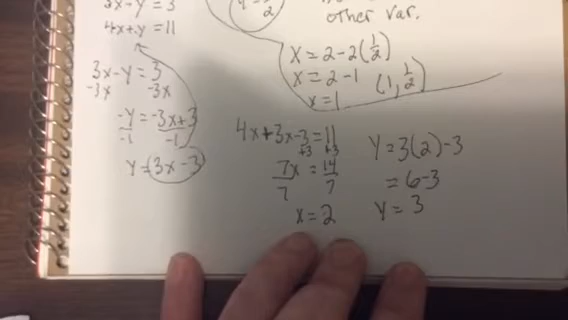 3x-y=3
4x+y=11
3x-y=3
-3x -3x
-y=-3x+3
-1 -1
y=3x-3
2
other var.
x=2-2(1/2)
x=2-1 (1, 1/2)
x=1
4x+3x-3=11
+3 +3
7x=14
7 7
x=2
y=3(2)-3
=6-3
y=3